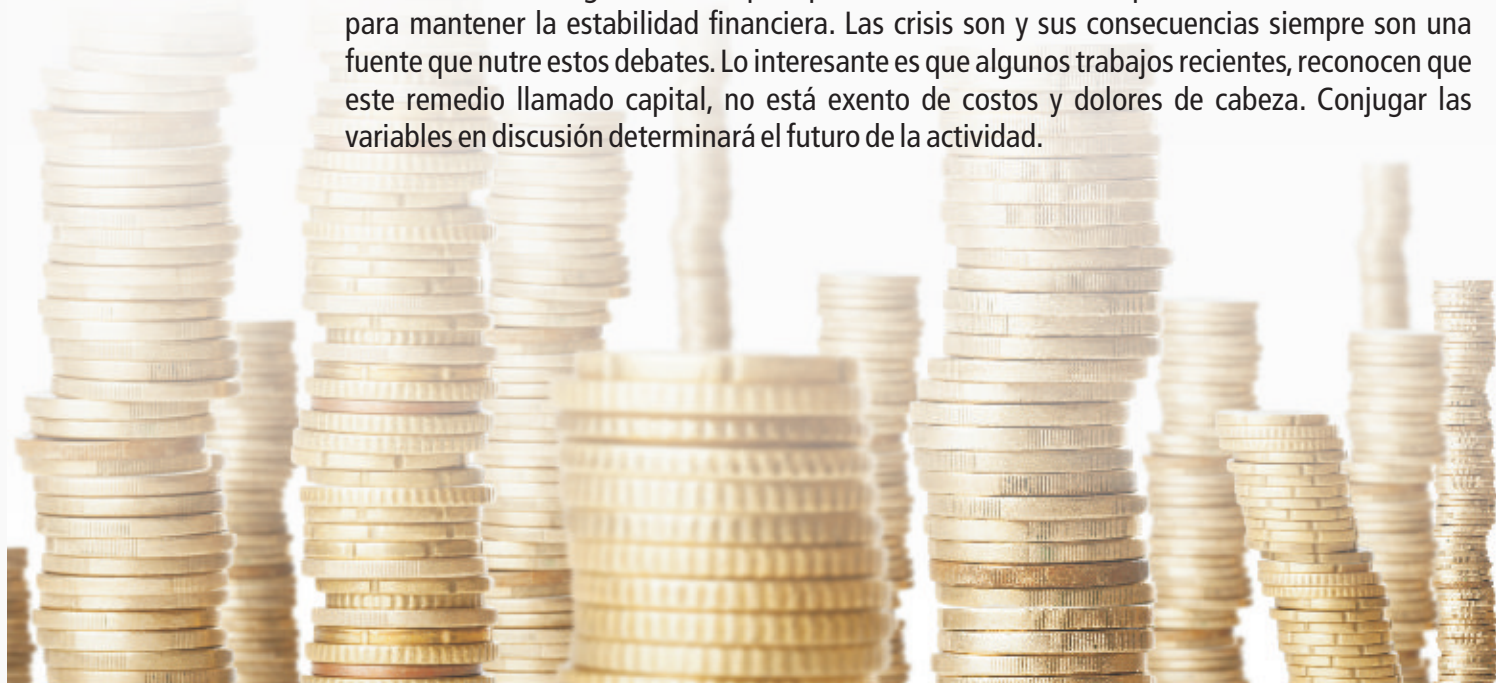 para mantener la estabilidad financiera. Las crisis son y sus consecuencias siempre son una
fuente que nutre estos debates. Lo interesante es que algunos trabajos recientes, reconocen que
este remedio llamado capital, no está exento de costos y dolores de cabeza. Conjugar las
variables en discusión determinará el futuro de la actividad.